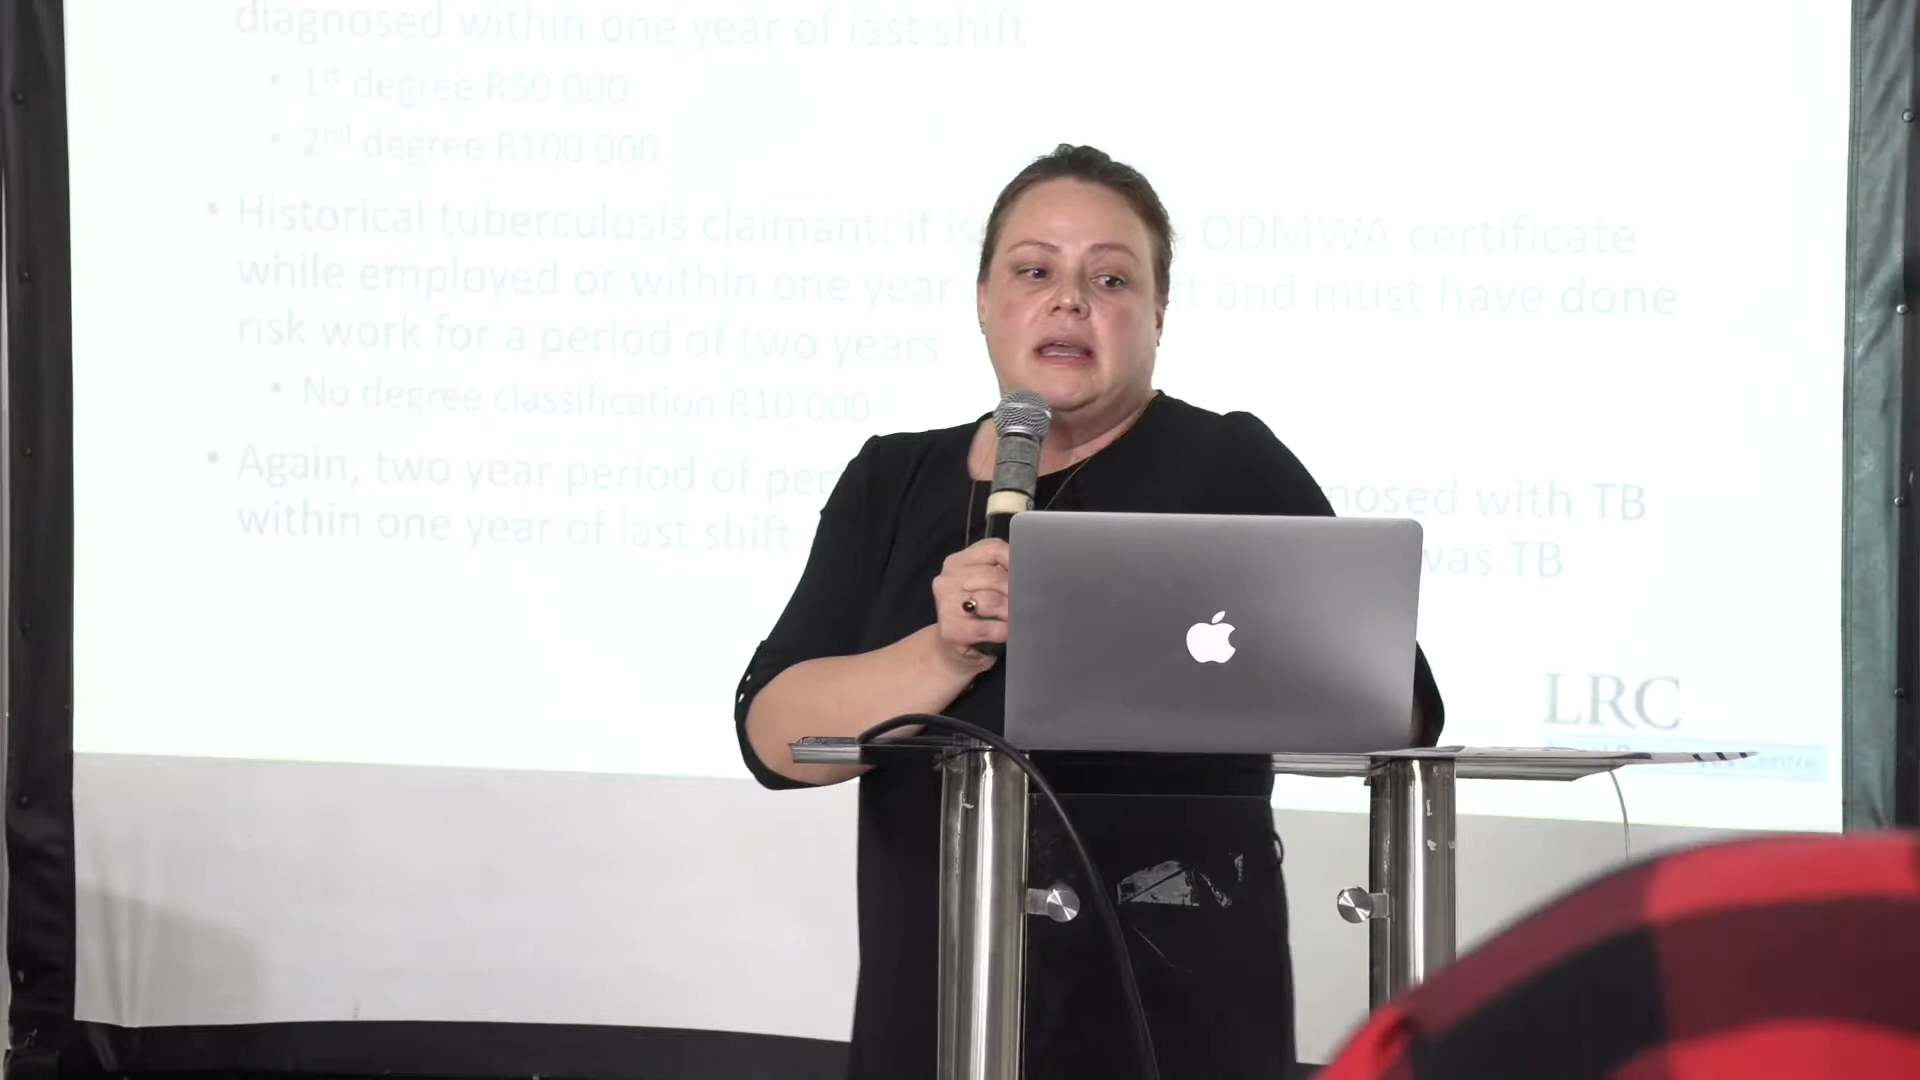 diagnosed within one year of last shift
• 1st degree R50 000
• 2nd degree R100 000
• Historical tuberculosis claimant: if ODMWA certificate
while employed or within one year and must have done
risk work for a period of two years
• No degree classification R10 000
• Again, two year period of with TB
within one year of last shift was TB
LRC
Centre